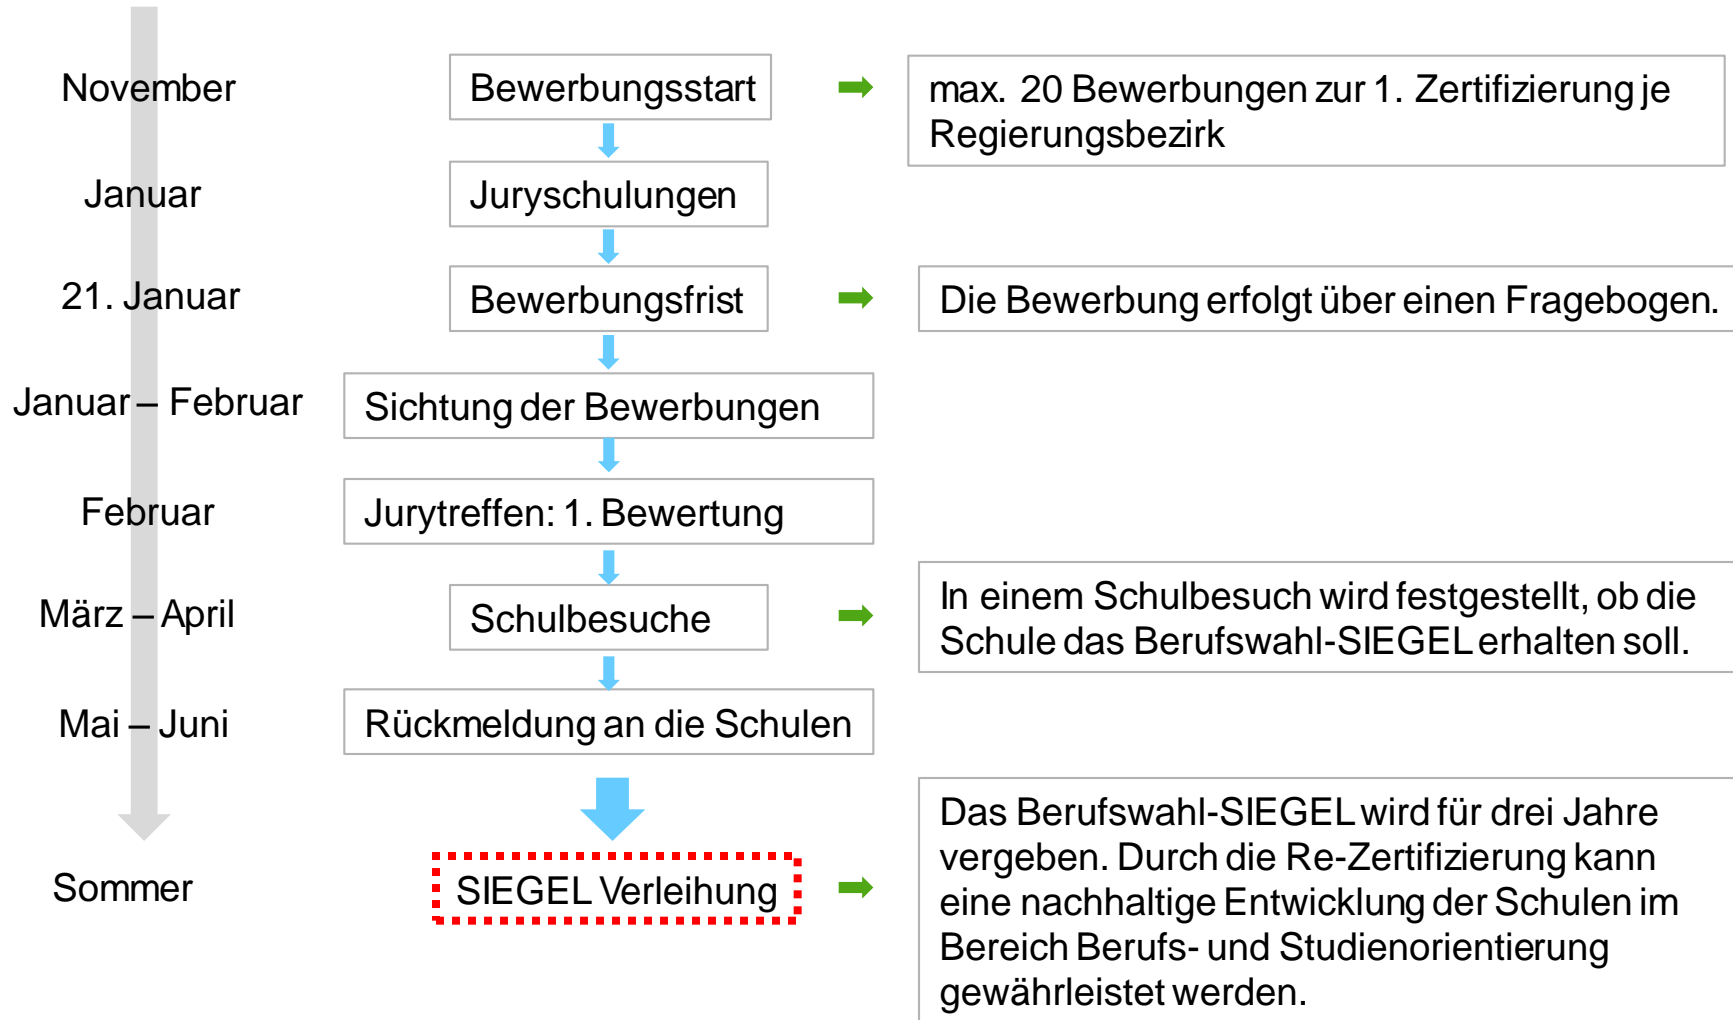 November
Bewerbungsstart
max. 20 Bewerbungen zur 1. Zertifizierung je
Regierungsbezirk
Januar
Juryschulungen
21. Januar
Bewerbungsfrist
Die Bewerbung erfolgt über einen Fragebogen.
Januar – Februar
Sichtung der Bewerbungen
Februar
Jurytreffen: 1. Bewertung
März – April
Schulbesuche
In einem Schulbesuch wird festgestellt, ob die
Schule das Berufswahl-SIEGEL erhalten soll.
Mai – Juni
Rückmeldung an die Schulen
Sommer
SIEGEL Verleihung
Das Berufswahl-SIEGEL wird für drei Jahre
vergeben. Durch die Re-Zertifizierung kann
eine nachhaltige Entwicklung der Schulen im
Bereich Berufs- und Studienorientierung
gewährleistet werden.